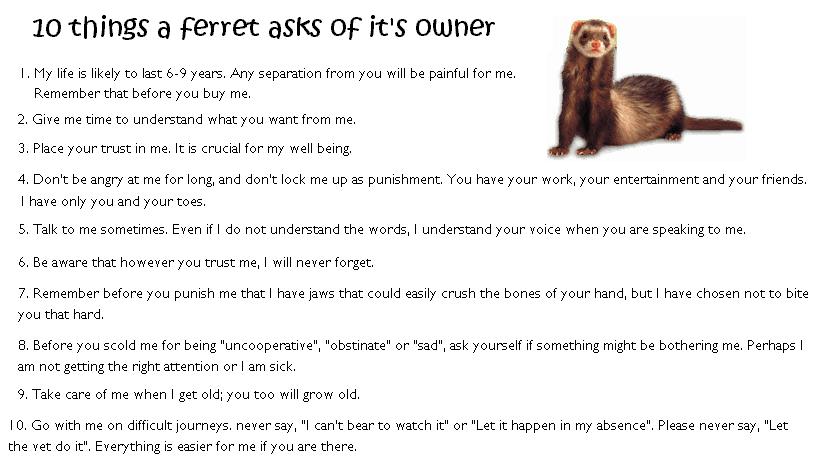 10 things a ferret asks of it's owner
1. My life is likely to last 6-9 years. Any separation from you will be painful for me.
Remember that before you buy me.
2. Give me time to understand what you want from me.
3. Place your trust in me. It is crucial for my well being.
4. Don't be angry at me for long, and don't lock me up as punishment. You have your work, your entertainment and your friends.
I have only you and your toes.
5. Talk to me sometimes. Even if I do not understand the words, I understand your voice when you are speaking to me.
6. Be aware that however you trust me, I will never forget.
7. Remember before you punish me that I have jaws that could easily crush the bones of your hand, but I have chosen not to bite
you that hard.
8. Before you scold me for being "uncooperative", "obstinate" or "sad", ask yourself if something might be bothering me. Perhaps I
am not getting the right attention or I am sick.
9. Take care of me when I get old; you too will grow old.
10. Go with me on difficult journeys. never say, "I can't bear to watch it" or "Let it happen in my absence". Please never say, "Let
the vet do it". Everything is easier for me if you are there.